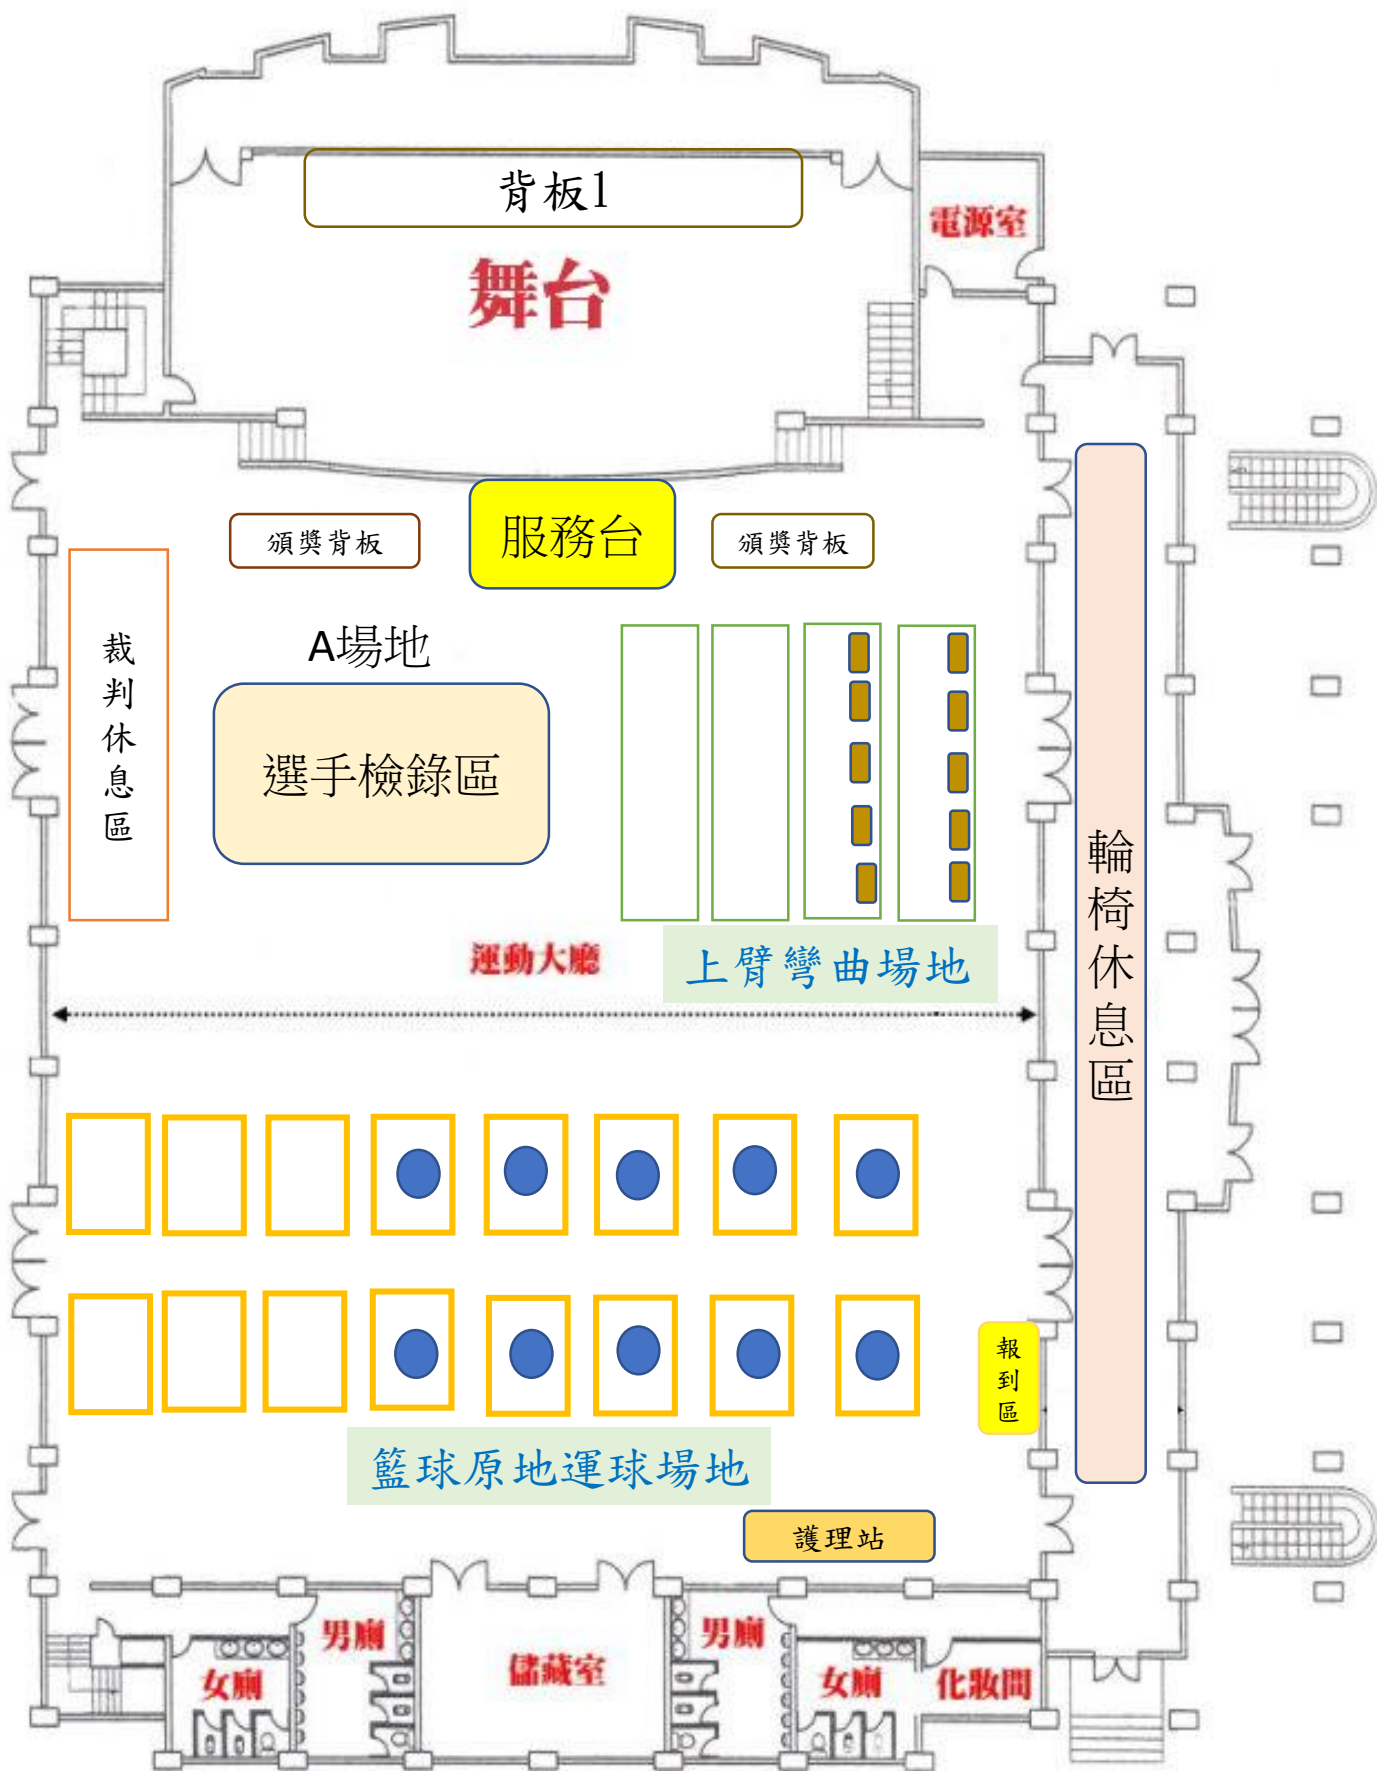 背板1
電源室
舞台
頒獎背板
服務台
頒獎背板
裁判休息區
A場地
選手檢錄區
輪椅休息區
運動大廳
上臂彎曲場地
報到區
籃球原地運球場地
護理站
女廁
男廁
儲藏室
男廁
女廁
化妝間